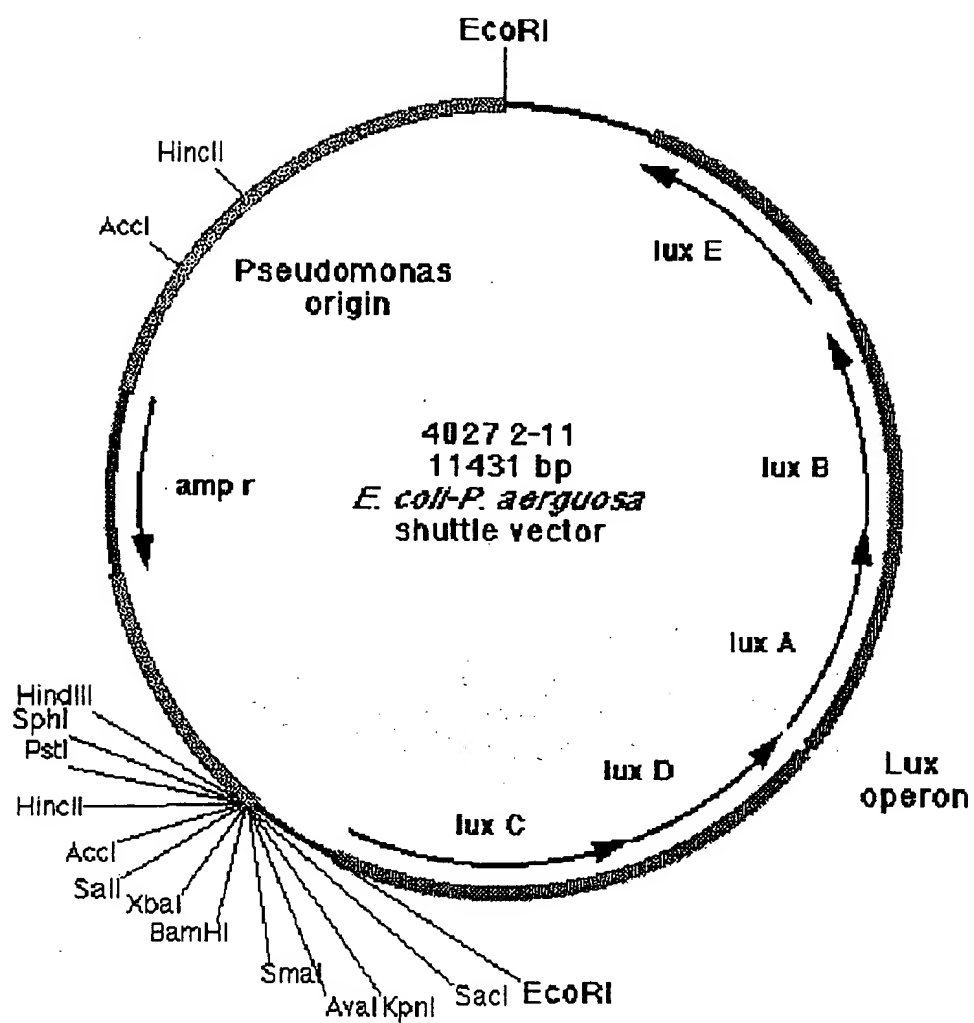 EcoRI
HincII
AccI
Pseudomonas
origin
lux E
4027 2-11
11431 bp
E. coli-P. aerguosa
shuttle vector
lux B
amp r
lux A
HindIII
SphI
PstI
HincII
AccI
SalI
XbaI
BamHI
SmaI
AvaI
KpnI
SacI
EcoRI
lux C
lux D
Lux
operon